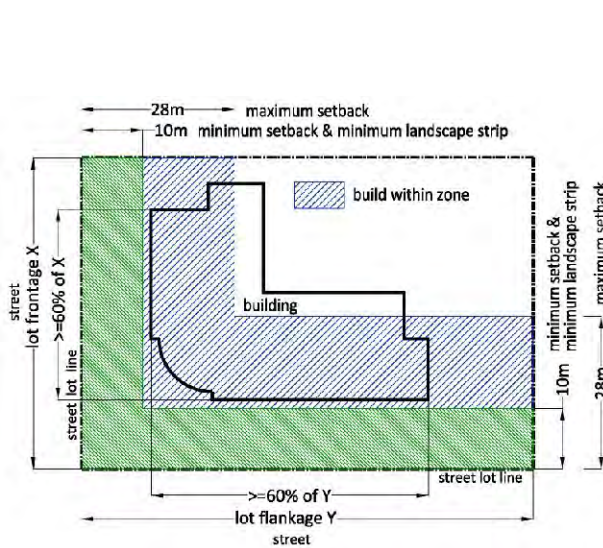 28m maximum setback
10m minimum setback & minimum landscape strip
build within zone
building
street
lot frontage X
>=60% of X
street lot line
minimum setback &
minimum landscape strip
10m
maximum setback
28m
street lot line
>=60% of Y
lot flankage Y
street